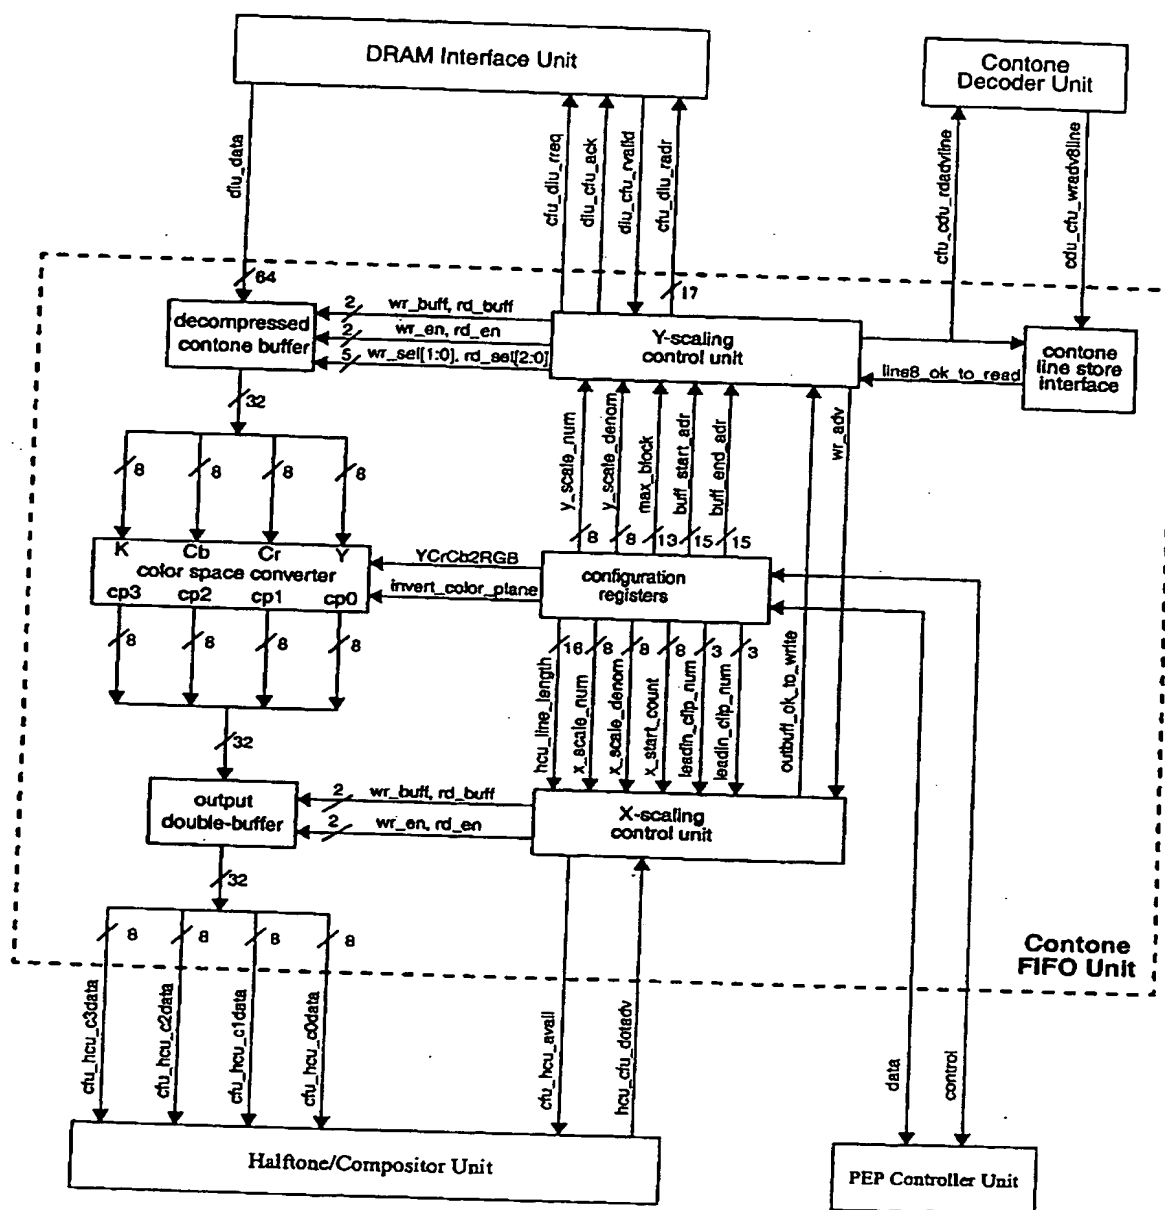 DRAM Interface Unit
Contone
Decoder Unit
diu_data
cfu_diu_rreq
diu_cfu_ack
diu_cfu_rvalid
cfu_diu_radr
cfu_cdu_rdadvline
cdu_cfu_wradv8line
64
17
decompressed
contone buffer
2
wr_buff, rd_buff
2
wr_en, rd_en
5
wr_sel[1:0], rd_sel[2:0]
Y-scaling
control unit
line8_ok_to_read
contone
line store
interface
32
8
8
8
8
y_scale_num
y_scale_denom
max_block
buff_start_adr
buff_end_adr
wr_adv
8
8
13
15
15
K
Cb
Cr
Y
color space converter
cp3
cp2
cp1
cp0
YCrCb2RGB
invert_color_plane
configuration
registers
8
8
8
8
16
8
8
8
3
3
hcu_line_length
x_scale_num
x_scale_denom
x_start_count
leadin_clip_num
leadin_clip_num
outbuff_ok_to_write
32
output
double-buffer
2
wr_buff, rd_buff
2
wr_en, rd_en
X-scaling
control unit
32
8
8
8
8
Contone
FIFO Unit
cfu_hcu_c3data
cfu_hcu_c2data
cfu_hcu_c1data
cfu_hcu_c0data
cfu_hcu_avail
hcu_cfu_dotadv
data
control
Halftone/Compositor Unit
PEP Controller Unit